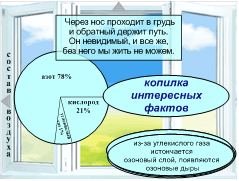 Через нос проходит в грудь
и обратный держит путь.
Он невидимый, и все же,
без него мы жить не можем.
состав воздуха
азот 78%
кислород
21%
копилка
интересных
фактов
из-за углекислого газа
истончается
озоновый слой, появляются
озоновые дыры